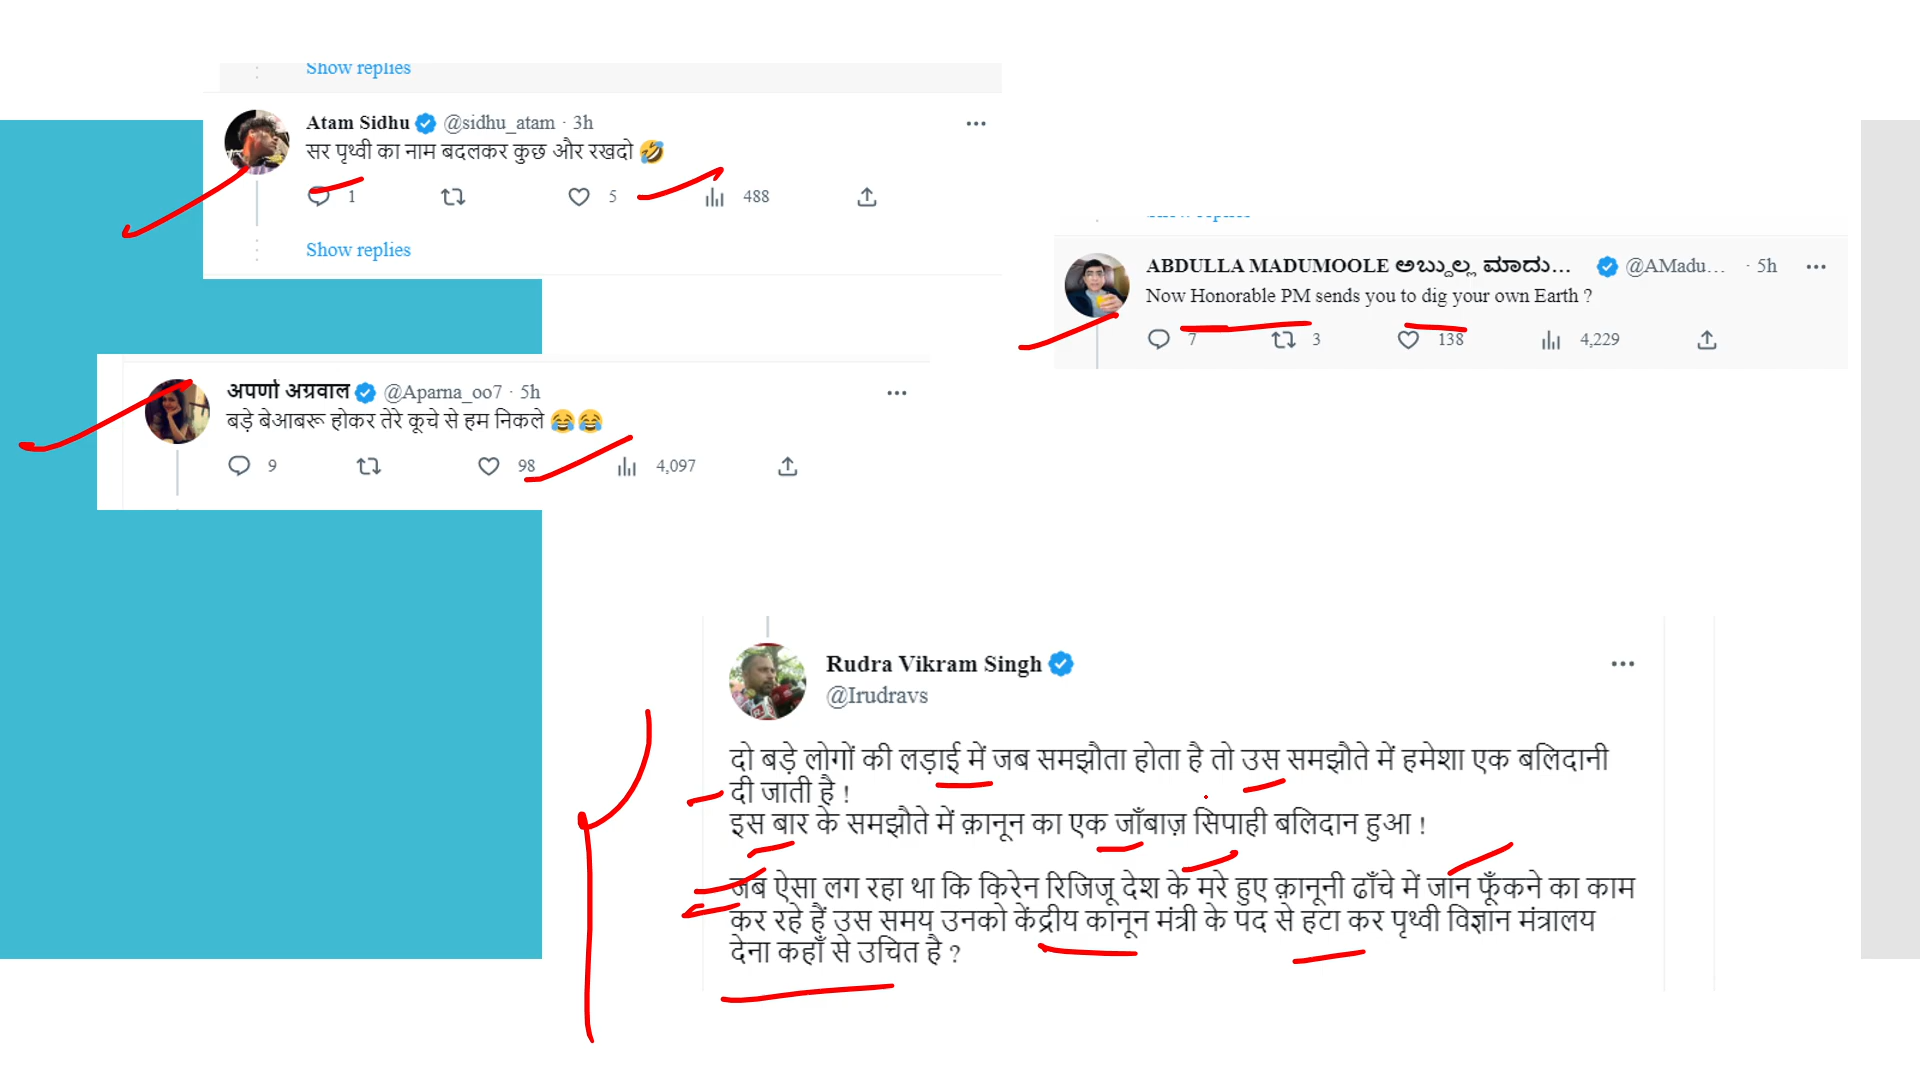 Show replies
Atam Sidhu @sidhu_atam · 3h
सर पृथ्वी का नाम बदलकर कुछ और रखदो 🤣
1 5 488
Show replies
Show replies
ABDULLA MADUMOOLE ಅಬ್ದುಲ್ಲ ಮಾದು... @AMadu... · 5h
Now Honorable PM sends you to dig your own Earth ?
7 3 138 4,229
अपर्णा अग्रवाल @Aparna_oo7 · 5h
बड़े बेआबरू होकर तेरे कूचे से हम निकले 😂😂
9 98 4,097
Rudra Vikram Singh
@Irudravs
दो बड़े लोगों की लड़ाई में जब समझौता होता है तो उस समझौते में हमेशा एक बलिदानी
दी जाती है !
इस बार के समझौते में क़ानून का एक जाँबाज़ सिपाही बलिदान हुआ !
जब ऐसा लग रहा था कि किरेन रिजिजू देश के मरे हुए क़ानूनी ढाँचे में जान फूँकने का काम
कर रहे हैं उस समय उनको केंद्रीय कानून मंत्री के पद से हटा कर पृथ्वी विज्ञान मंत्रालय
देना कहाँ से उचित है ?